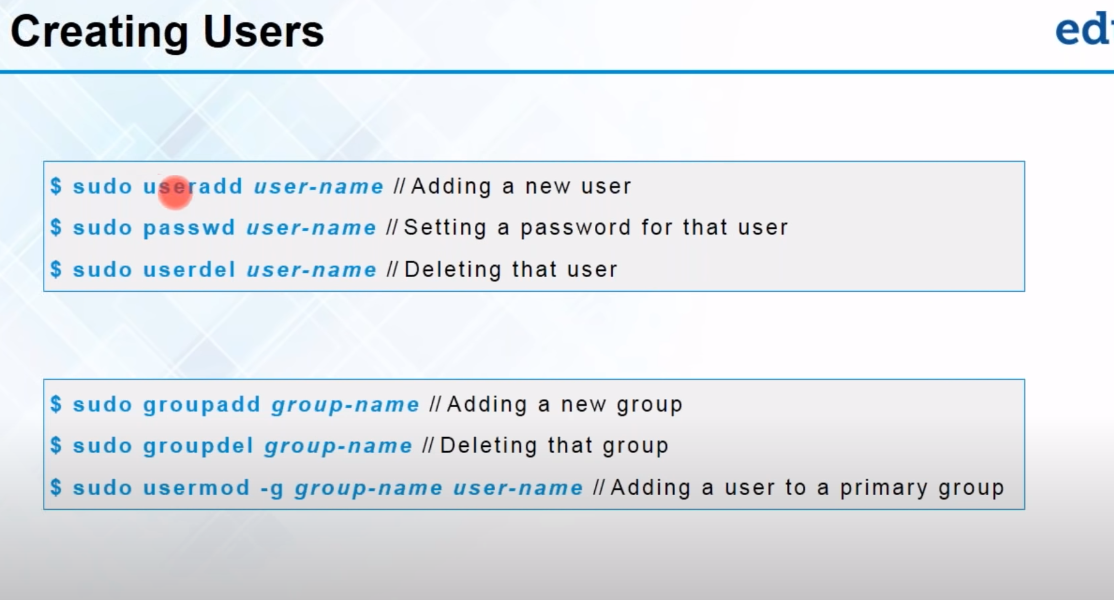 Creating Users
$ sudo useradd user-name // Adding a new user
$ sudo passwd user-name // Setting a password for that user
$ sudo userdel user-name // Deleting that user
$ sudo groupadd group-name // Adding a new group
$ sudo groupdel group-name // Deleting that group
$ sudo usermod -g group-name user-name // Adding a user to a primary group